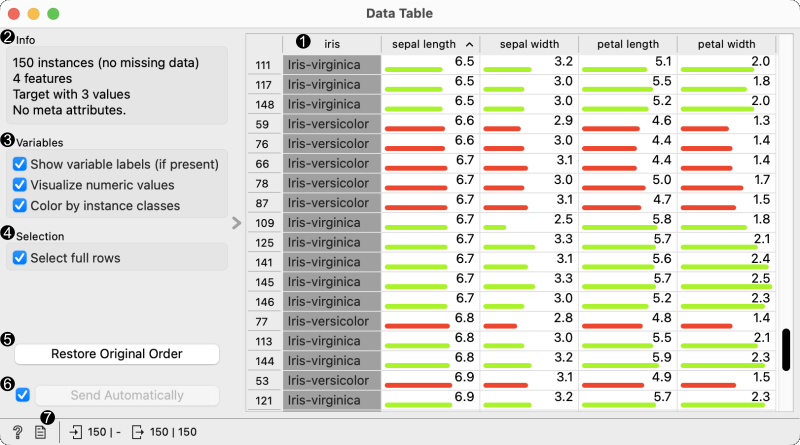 Data Table
2 Info
150 instances (no missing data)
4 features
Target with 3 values
No meta attributes.
3 Variables
Show variable labels (if present)
Visualize numeric values
Color by instance classes
4 Selection
Select full rows
5
Restore Original Order
6
Send Automatically
1 iris sepal length sepal width petal length petal width
111 Iris-virginica 6.5 3.2 5.1 2.0
117 Iris-virginica 6.5 3.0 5.5 1.8
148 Iris-virginica 6.5 3.0 5.2 2.0
59 Iris-versicolor 6.6 2.9 4.6 1.3
76 Iris-versicolor 6.6 3.0 4.4 1.4
66 Iris-versicolor 6.7 3.1 4.4 1.4
78 Iris-versicolor 6.7 3.0 5.0 1.7
87 Iris-versicolor 6.7 3.1 4.7 1.5
109 Iris-virginica 6.7 2.5 5.8 1.8
125 Iris-virginica 6.7 3.3 5.7 2.1
141 Iris-virginica 6.7 3.1 5.6 2.4
145 Iris-virginica 6.7 3.3 5.7 2.5
146 Iris-virginica 6.7 3.0 5.2 2.3
77 Iris-versicolor 6.8 2.8 4.8 1.4
113 Iris-virginica 6.8 3.0 5.5 2.1
144 Iris-virginica 6.8 3.2 5.9 2.3
53 Iris-versicolor 6.9 3.1 4.9 1.5
121 Iris-virginica 6.9 3.2 5.7 2.3
7
? 150 | - 150 | 150